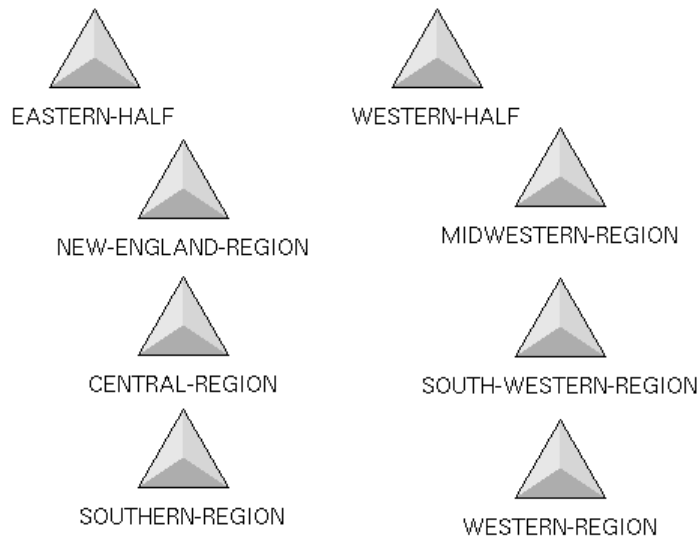 EASTERN-HALF
WESTERN-HALF
NEW-ENGLAND-REGION
MIDWESTERN-REGION
CENTRAL-REGION
SOUTH-WESTERN-REGION
SOUTHERN-REGION
WESTERN-REGION